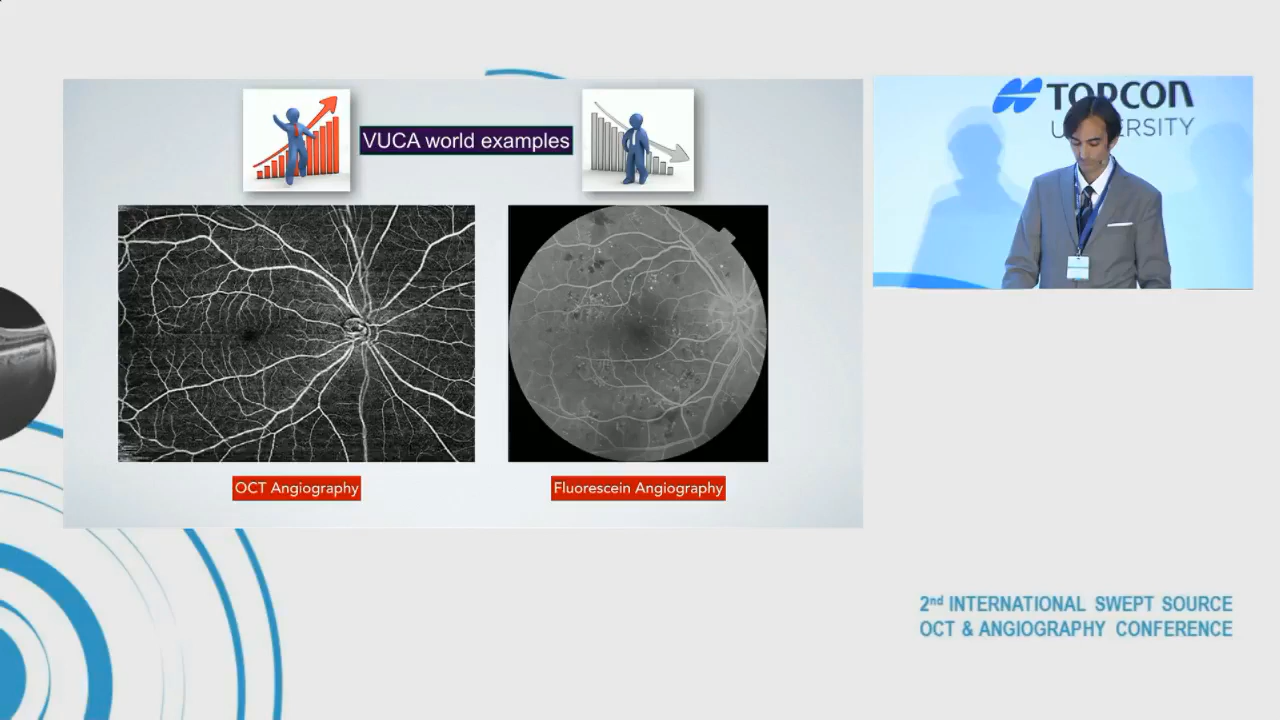 VUCA world examples
OCT Angiography
Fluorescein Angiography
TOPCON
UNIVERSITY
2nd INTERNATIONAL SWEPT SOURCE
OCT & ANGIOGRAPHY CONFERENCE